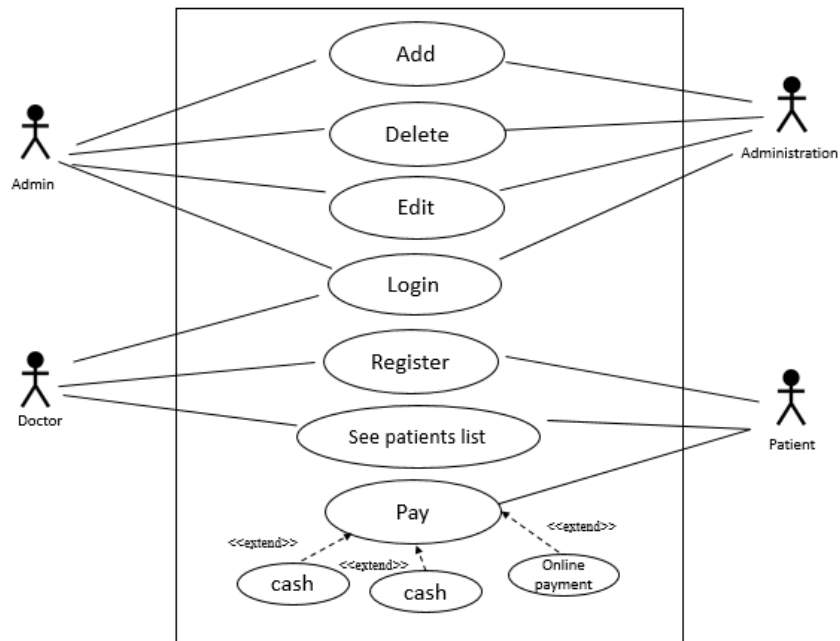 Add
Delete
Admin
Administration
Edit
Login
Register
Doctor
See patients list
Patient
Pay
<<extend>>
<<extend>>
<<extend>>
Online
payment
cash
cash